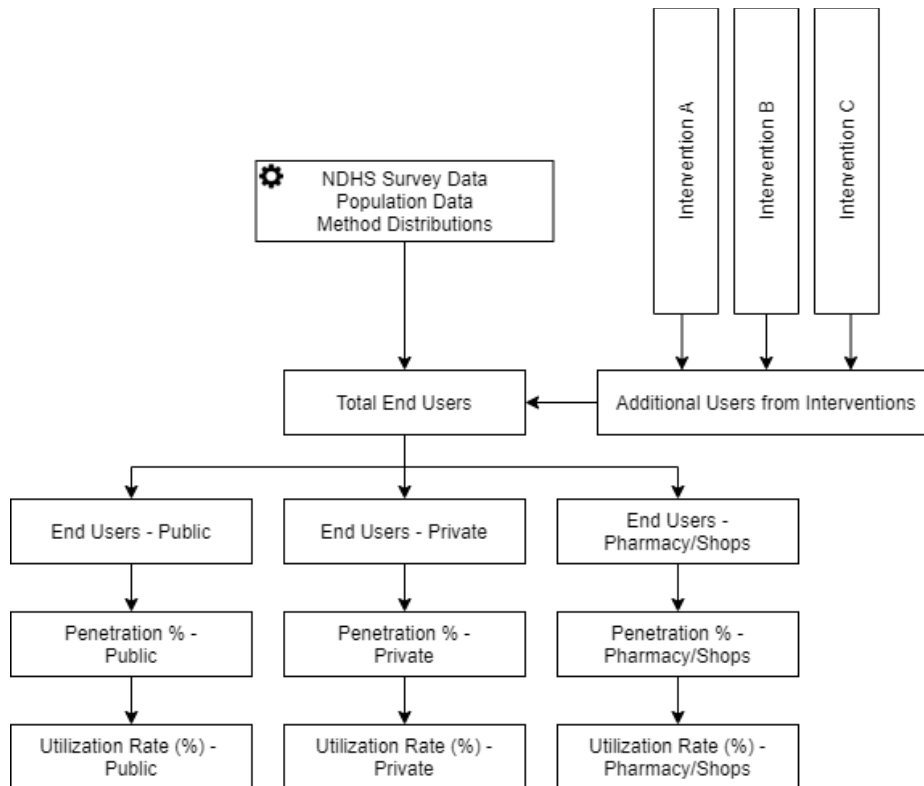 Intervention A
Intervention B
Intervention C
NDHS Survey Data
Population Data
Method Distributions
Total End Users
Additional Users from Interventions
End Users - Public
End Users - Private
End Users -
Pharmacy/Shops
Penetration % -
Public
Penetration % -
Private
Penetration % -
Pharmacy/Shops
Utilization Rate (%) -
Public
Utilization Rate (%) -
Private
Utilization Rate (%) -
Pharmacy/Shops